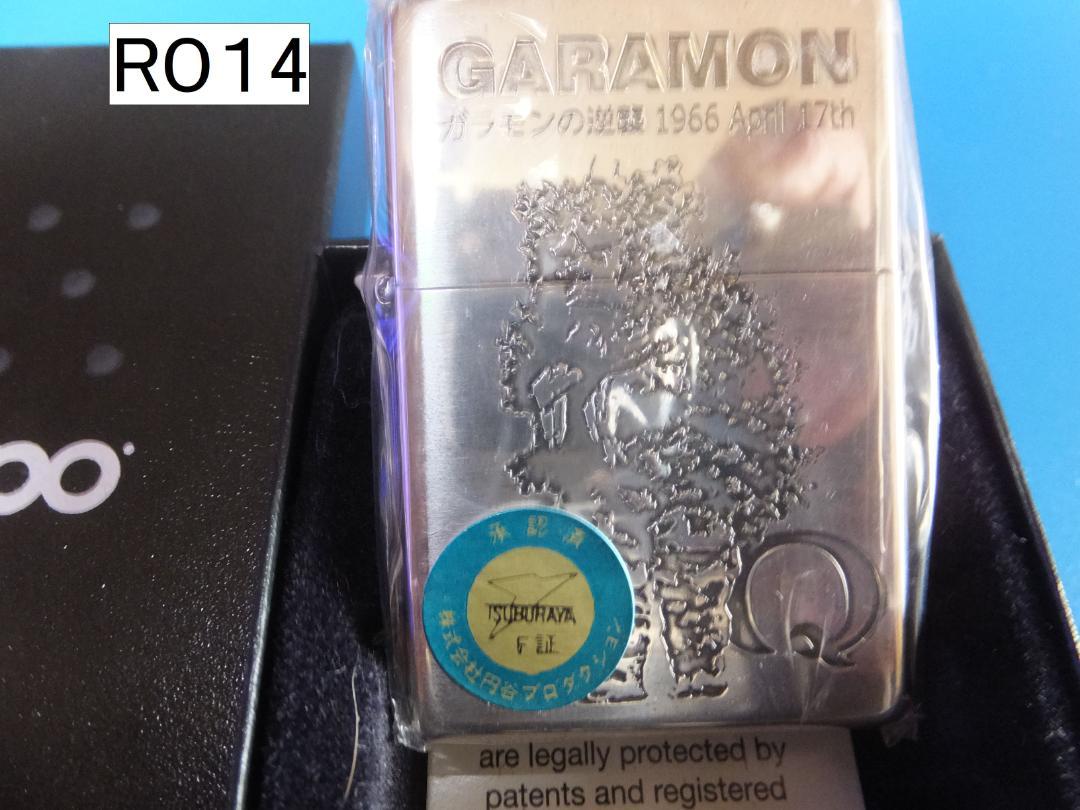 RO14
GARAMON
ガラモンの逆襲 1966 April 17th
承認済
TSUBURAYA
証
株式会社円谷プロダクション
Q
are legally protected by
patents and registered